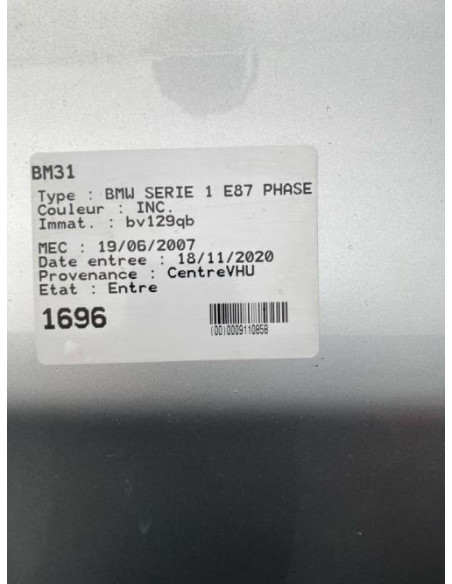 BM31
Type : BMW SERIE 1 E87 PHASE
Couleur : INC.
Immat. : bv129qb
MEC : 19/06/2007
Date entree : 18/11/2020
Provenance : CentreVHU
Etat : Entre
1696
(00)0009110858